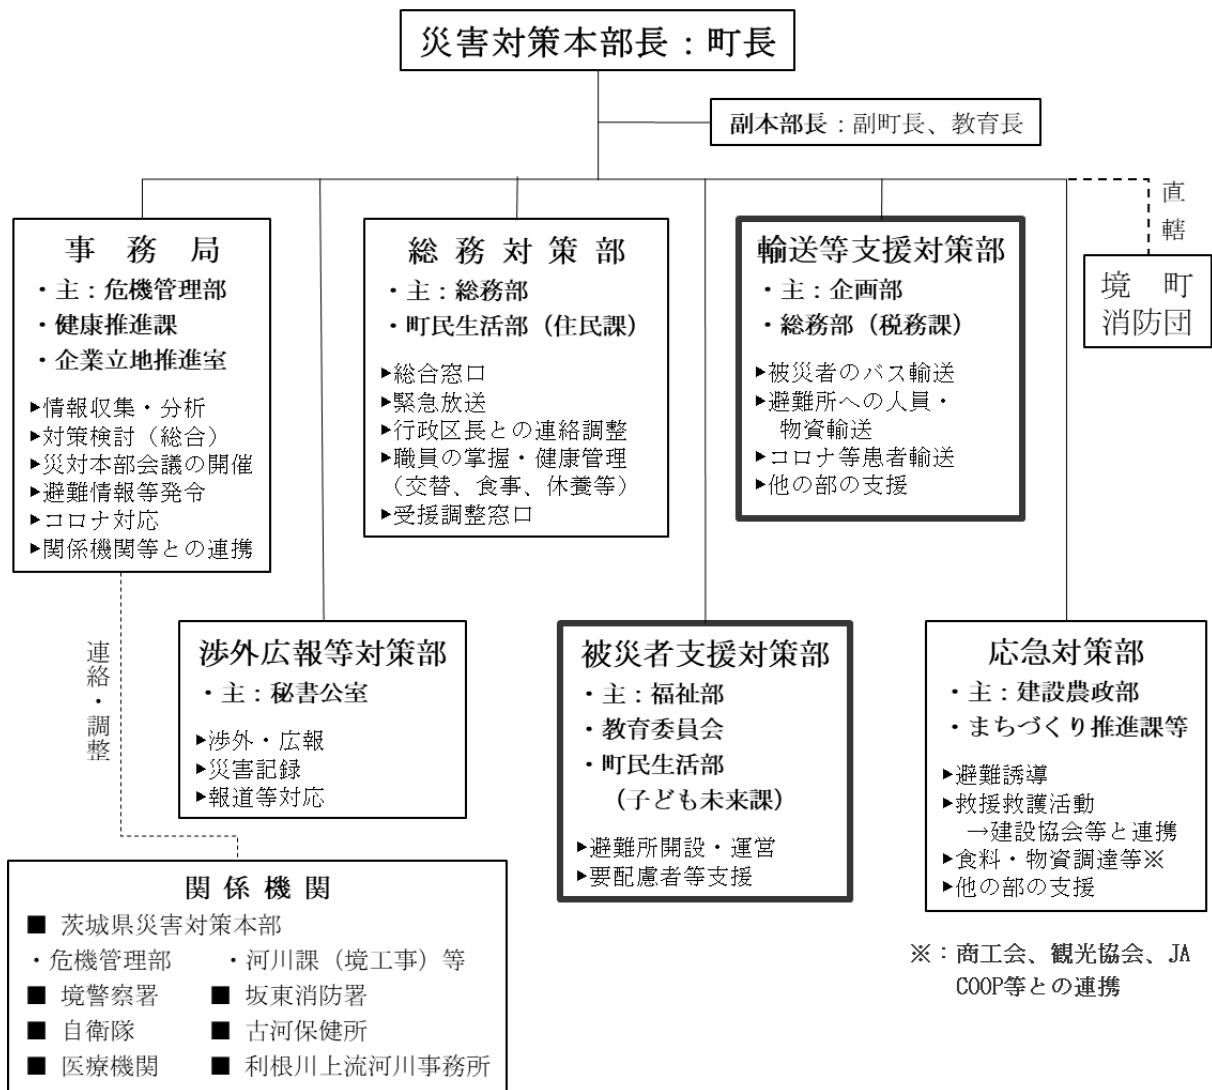 災害対策本部長：町長
副本部長：副町長、教育長
事務局
・主：危機管理部
・健康推進課
・企業立地推進室
▶情報収集・分析
▶対策検討（総合）
▶災対本部会議の開催
▶避難情報等発令
▶コロナ対応
▶関係機関等との連携
総務対策部
・主：総務部
・町民生活部（住民課）
▶総合窓口
▶緊急放送
▶行政区長との連絡調整
▶職員の掌握・健康管理
（交替、食事、休養等）
▶受援調整窓口
輸送等支援対策部
・主：企画部
・総務部（税務課）
▶被災者のバス輸送
▶避難所への人員・
物資輸送
▶コロナ等患者輸送
▶他の部の支援
直轄
境町
消防団
連絡・調整
渉外広報等対策部
・主：秘書公室
▶渉外・広報
▶災害記録
▶報道等対応
被災者支援対策部
・主：福祉部
・教育委員会
・町民生活部
（子ども未来課）
▶避難所開設・運営
▶要配慮者等支援
応急対策部
・主：建設農政部
・まちづくり推進課等
▶避難誘導
▶救援救護活動
→建設協会等と連携
▶食料・物資調達等※
▶他の部の支援
※：商工会、観光協会、JA
COOP等との連携
関係機関
■ 茨城県災害対策本部
・危機管理部　・河川課（境工事）等
■ 境警察署　■ 坂東消防署
■ 自衛隊　■ 古河保健所
■ 医療機関　■ 利根川上流河川事務所